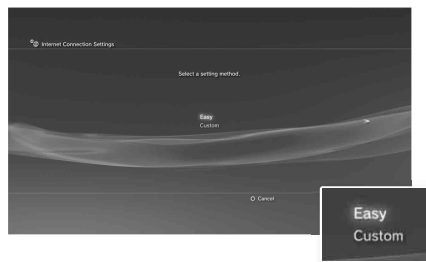 Internet Connection Settings
Select a setting method.
Easy
Custom
Cancel
Easy
Custom